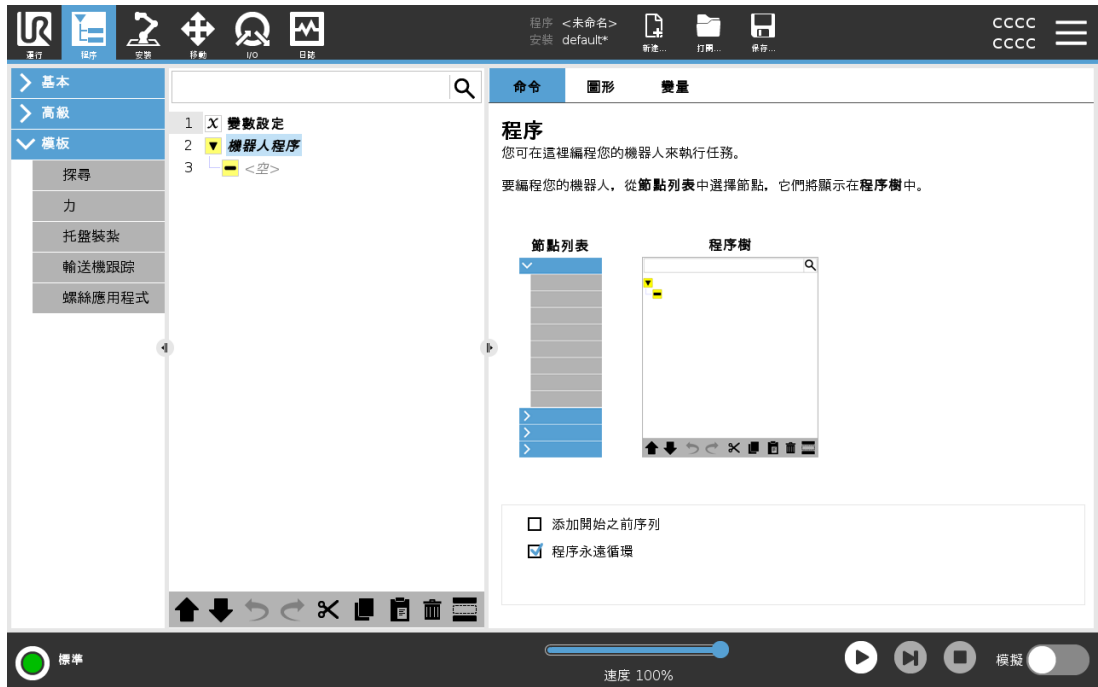 UR
運行
程序
安裝
移動
I/O
日誌
程序 <未命名>
安裝 default*
新建...
打開...
保存...
CCCC
CCCC
基本
高級
模板
探尋
力
托盤裝紮
輸送機跟踪
螺絲應用程式
1 X 變數設定
2 機器人程序
3 <空>
命令 圖形 變量
程序
您可在這裡編程您的機器人來執行任務。
要編程您的機器人，從節點列表中選擇節點，它們將顯示在程序樹中。
節點列表
程序樹
添加開始之前序列
程序永遠循環
標準
速度 100%
模擬